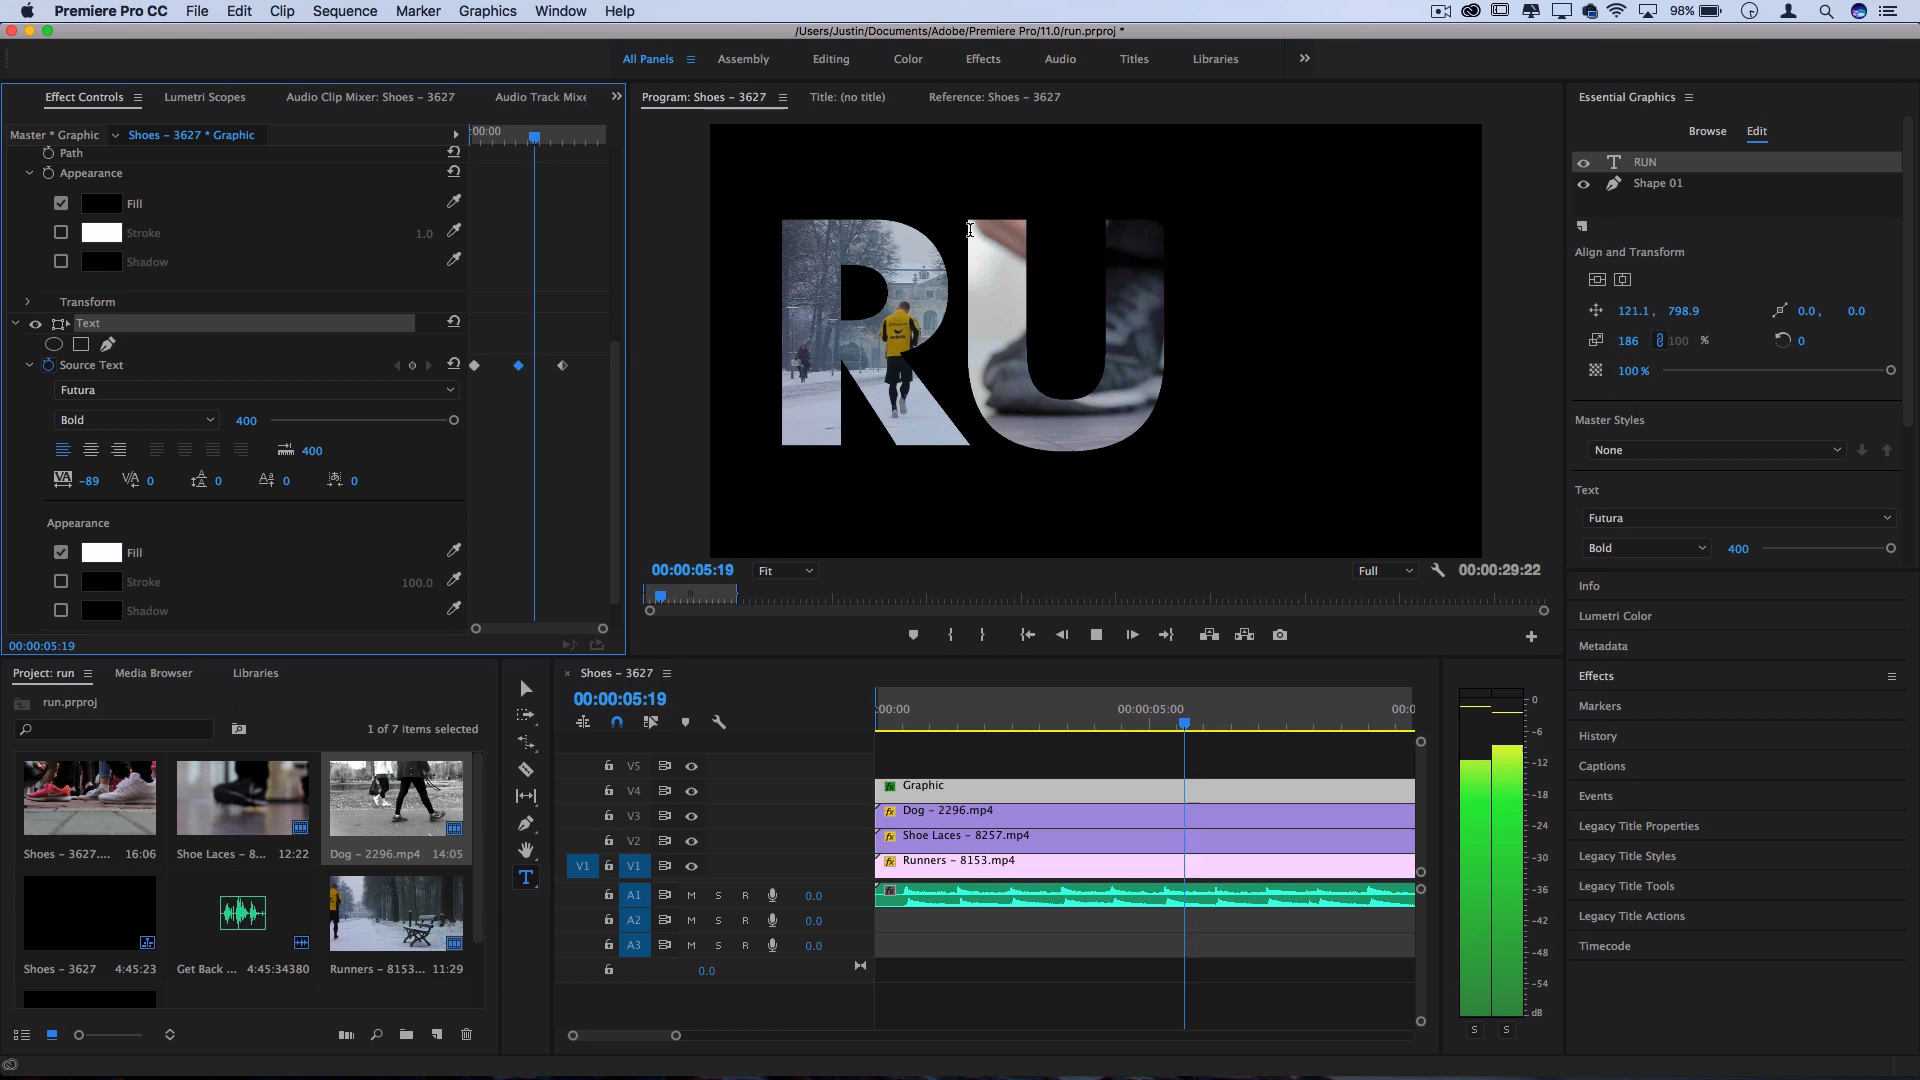 Premiere Pro CC File Edit Clip Sequence Marker Graphics Window Help 98%
/Users/Justin/Documents/Adobe/Premiere Pro/11.0/run.prproj *
All Panels Assembly Editing Color Effects Audio Titles Libraries
Effect Controls Lumetri Scopes Audio Clip Mixer: Shoes - 3627 Audio Track Mixe
Master * Graphic Shoes - 3627 * Graphic :00:00
Path
Appearance
Fill
Stroke 1.0
Shadow
Transform
Text
Source Text
Futura
Bold 400
400
-89 0 0 0 0
Appearance
Fill
Stroke 100.0
Shadow
00:00:05:19
Program: Shoes - 3627 Title: (no title) Reference: Shoes - 3627
RU
00:00:05:19 Fit Full 00:00:29:22
Essential Graphics
Browse Edit
RUN
Shape 01
Align and Transform
121.1 , 798.9 0.0 , 0.0
186 100 % 0
100 %
Master Styles
None
Text
Futura
Bold 400
Info
Lumetri Color
Metadata
Effects
Markers
History
Captions
Events
Legacy Title Properties
Legacy Title Styles
Legacy Title Tools
Legacy Title Actions
Timecode
Project: run Media Browser Libraries
run.prproj
1 of 7 items selected
Shoes - 3627.... 16:06 Shoe Laces - 8... 12:22 Dog - 2296.mp4 14:05
Shoes - 3627 4:45:23 Get Back ... 4:45:34380 Runners - 8153... 11:29
Shoes - 3627
00:00:05:19
:00:00 00:00:05:00 00:0
V5
V4 Graphic
V3 Dog - 2296.mp4
V2 Shoe Laces - 8257.mp4
V1 V1 Runners - 8153.mp4
A1 M S R 0.0
A2 M S R 0.0
A3 M S R 0.0
0.0
0
-6
-12
-18
-24
-30
-36
-42
-48
-54
dB
S S